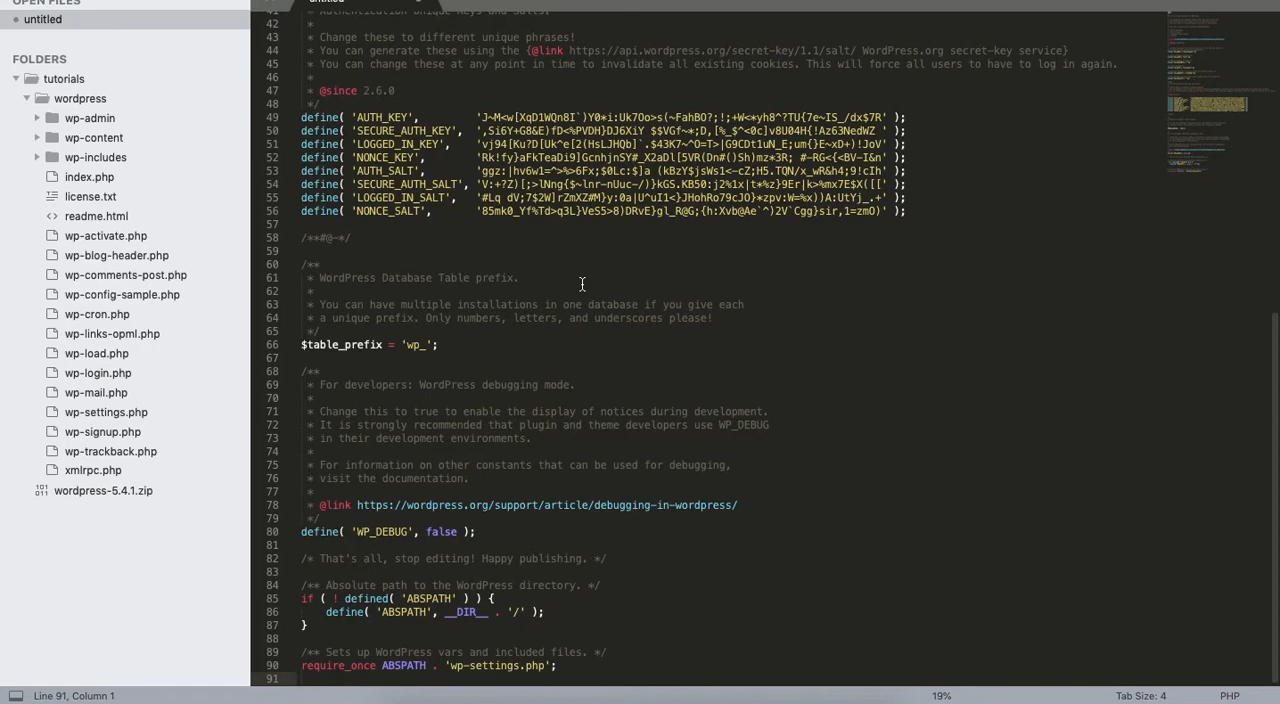 OPEN FILES
untitled
FOLDERS
tutorials
wordpress
wp-admin
wp-content
wp-includes
index.php
license.txt
readme.html
wp-activate.php
wp-blog-header.php
wp-comments-post.php
wp-config-sample.php
wp-cron.php
wp-links-opml.php
wp-load.php
wp-login.php
wp-mail.php
wp-settings.php
wp-signup.php
wp-trackback.php
xmlrpc.php
wordpress-5.4.1.zip
untitled
41 * Authentication Unique Keys and Salts.
42 *
43 * Change these to different unique phrases!
44 * You can generate these using the {@link https://api.wordpress.org/secret-key/1.1/salt/ WordPress.org secret-key service}
45 * You can change these at any point in time to invalidate all existing cookies. This will force all users to have to log in again.
46 *
47 * @since 2.6.0
48 */
49 define( 'AUTH_KEY',
50 define( 'SECURE_AUTH_KEY',
51 define( 'LOGGED_IN_KEY',
52 define( 'NONCE_KEY',
53 define( 'AUTH_SALT',
54 define( 'SECURE_AUTH_SALT',
55 define( 'LOGGED_IN_SALT',
56 define( 'NONCE_SALT',
57
58 /**#@-*/
59
60 /**
61 * WordPress Database Table prefix.
62 *
63 * You can have multiple installations in one database if you give each
64 * a unique prefix. Only numbers, letters, and underscores please!
65 */
66 $table_prefix = 'wp_';
67
68 /**
69 * For developers: WordPress debugging mode.
70 *
71 * Change this to true to enable the display of notices during development.
72 * It is strongly recommended that plugin and theme developers use WP_DEBUG
73 * in their development environments.
74 *
75 * For information on other constants that can be used for debugging,
76 * visit the documentation.
77 *
78 * @link https://wordpress.org/support/article/debugging-in-wordpress/
79 */
80 define( 'WP_DEBUG', false );
81
82 /* That's all, stop editing! Happy publishing. */
83
84 /** Absolute path to the WordPress directory. */
85 if ( ! defined( 'ABSPATH' ) ) {
86 define( 'ABSPATH', __DIR__ . '/' );
87 }
88
89 /** Sets up WordPress vars and included files. */
90 require_once ABSPATH . 'wp-settings.php';
91
Line 91, Column 1 19% Tab Size: 4 PHP